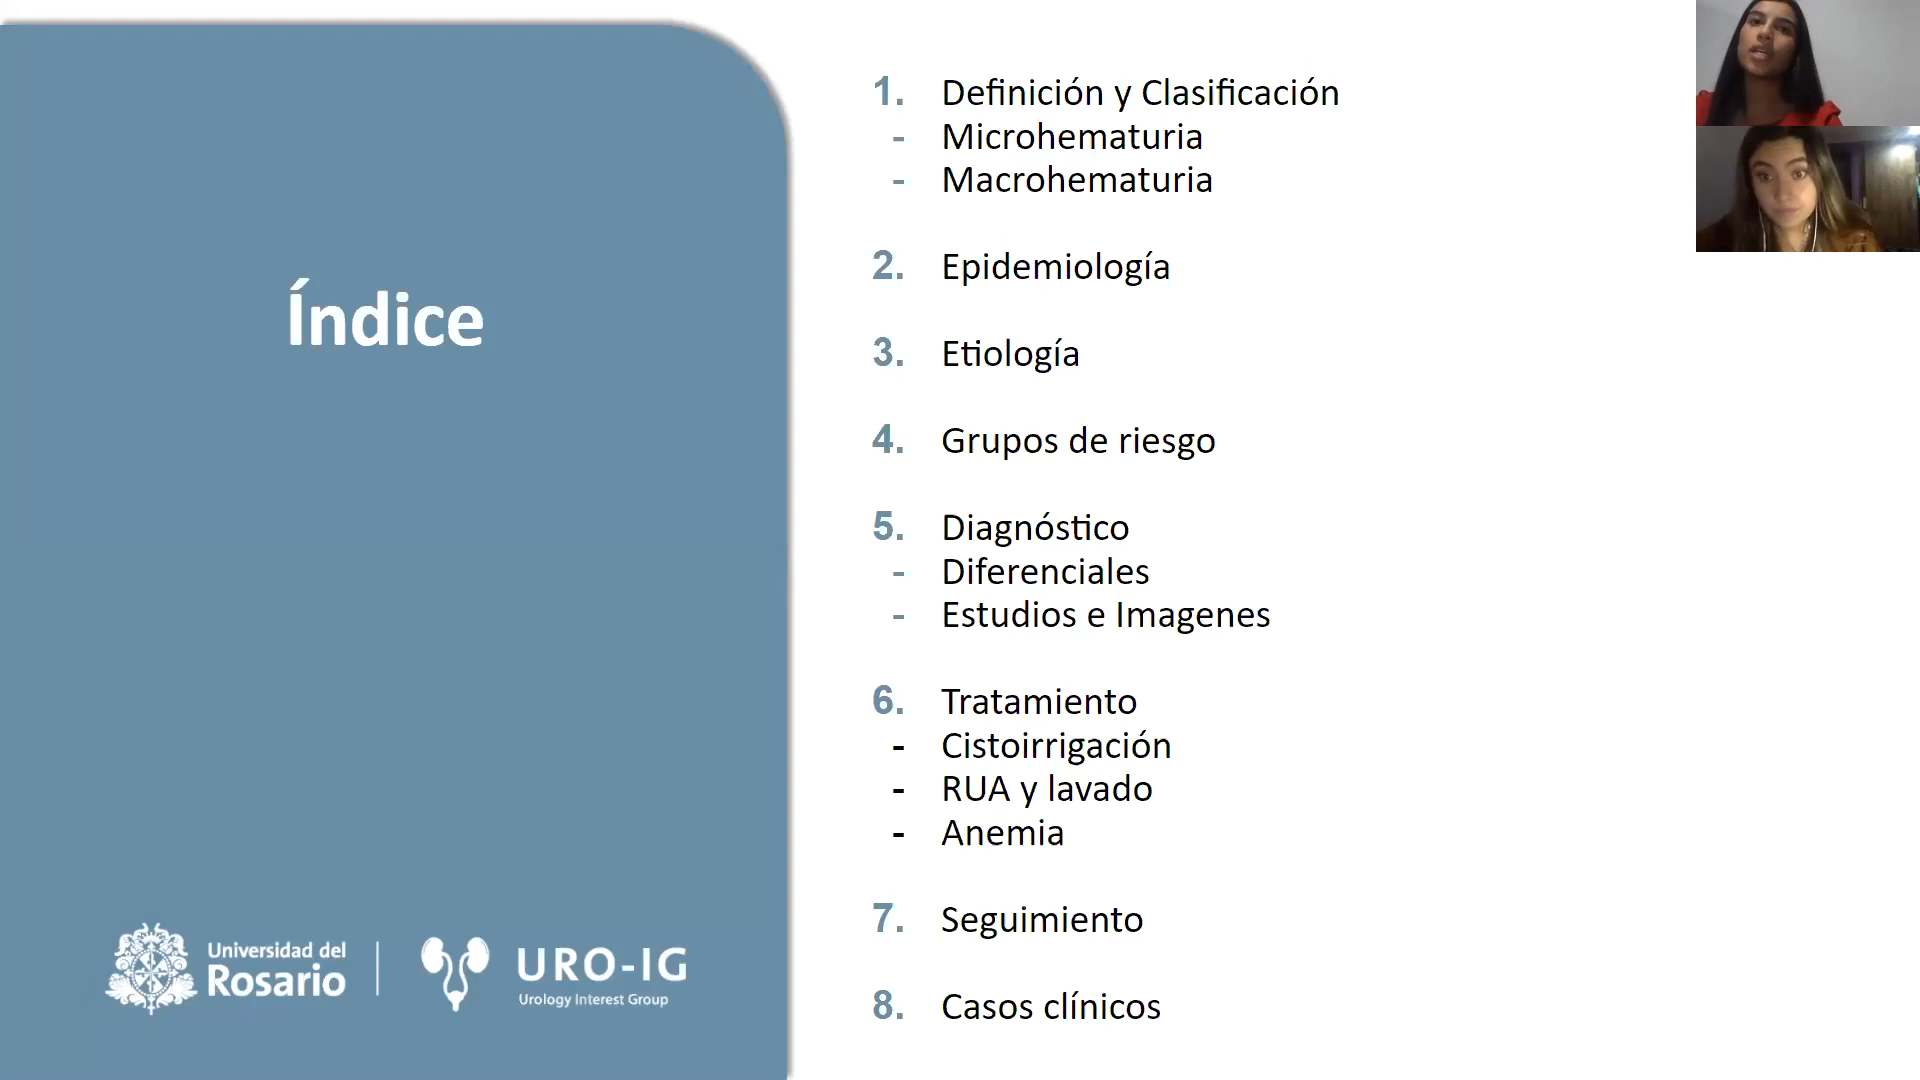 Índice
1. Definición y Clasificación
- Microhematuria
- Macrohematuria
2. Epidemiología
3. Etiología
4. Grupos de riesgo
5. Diagnóstico
- Diferenciales
- Estudios e Imagenes
6. Tratamiento
- Cistoirrigación
- RUA y lavado
- Anemia
7. Seguimiento
8. Casos clínicos
Universidad del
Rosario
URO-IG
Urology Interest Group